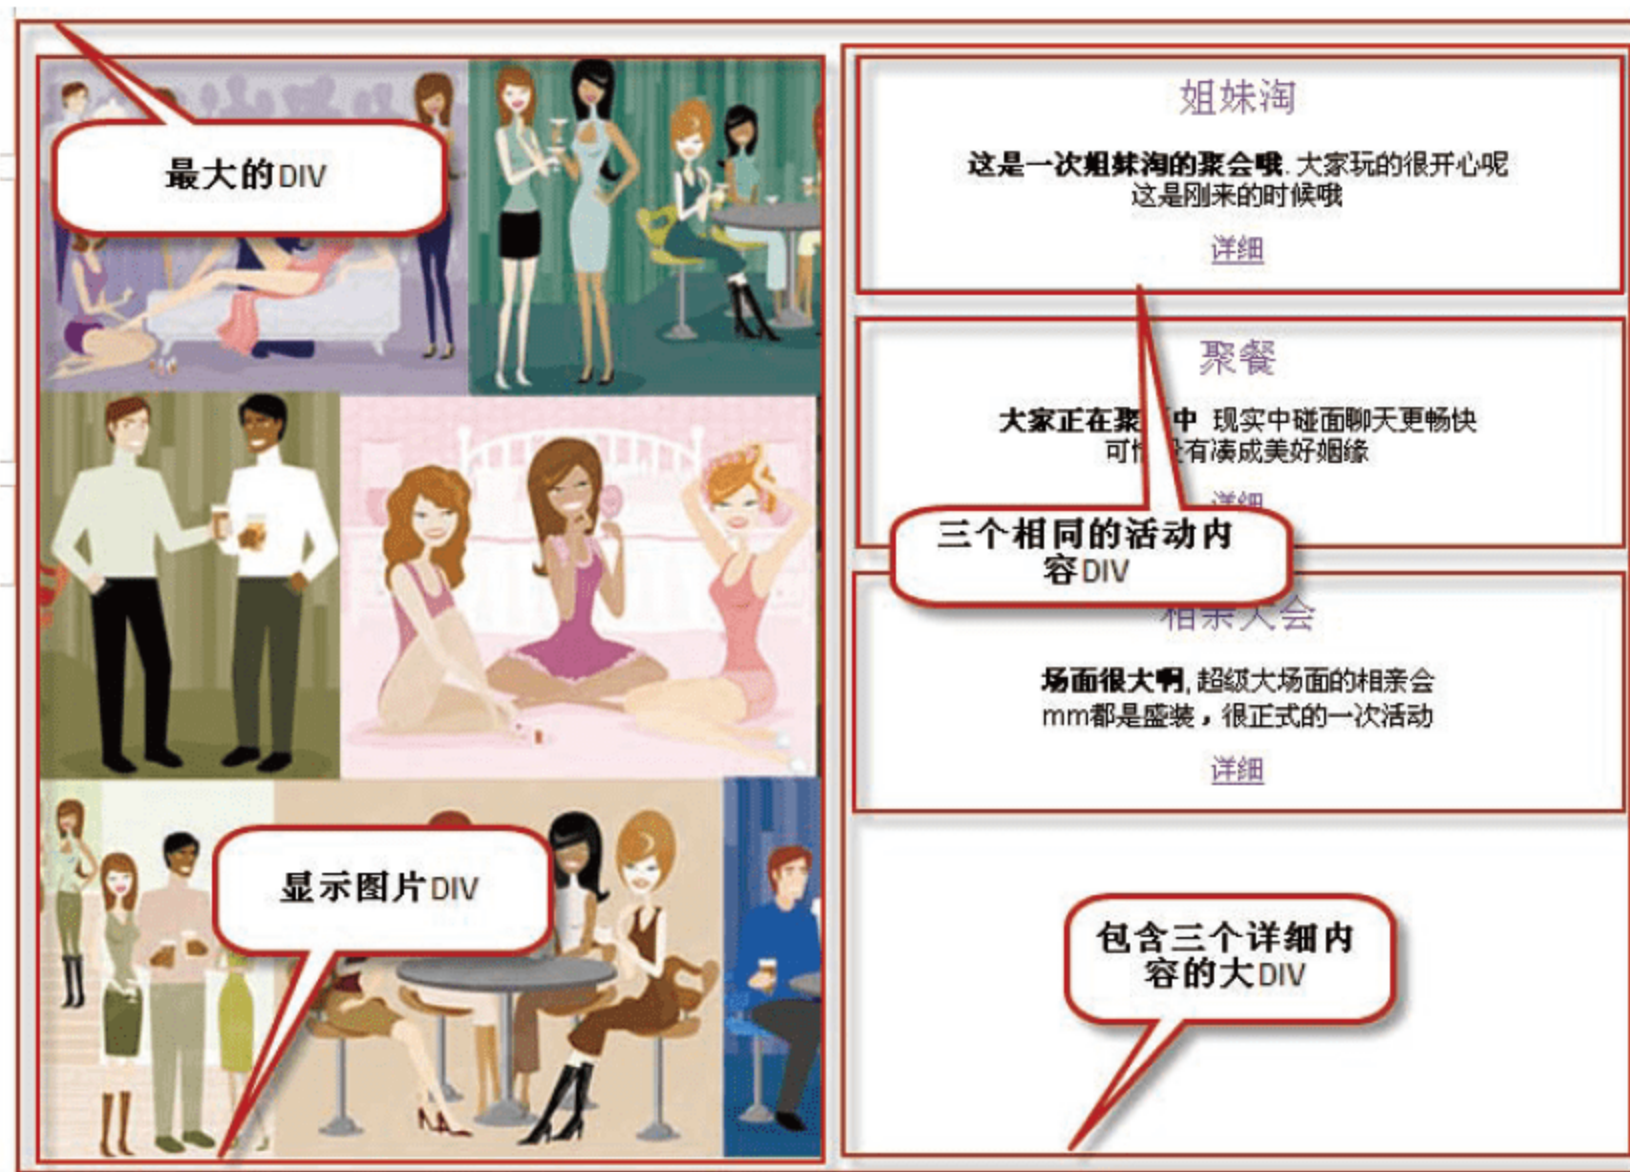 最大的DIV
显示图片DIV
姐妹淘
这是一次姐妹淘的聚会哦.大家玩的很开心呢
这是刚来的时候哦
详细
聚餐
大家正在聚 中 现实中碰面聊天更畅快
有凑成美好姻缘
详细
三个相同的活动内
容DIV
相亲大会
场面很大啊,超级大场面的相亲会
mm都是盛装，很正式的一次活动
详细
包含三个详细内
容的大DIV